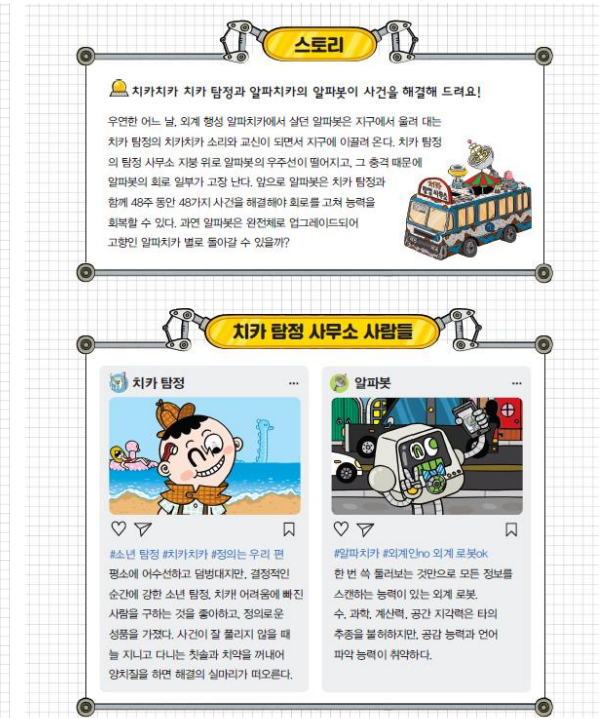 스토리
치카치카 치카 탐정과 알파치카의 알파봇이 사건을 해결해 드려요!
우연한 어느 날, 외계 행성 알파치카에서 살던 알파봇은 지구에서 울려 대는
치카 탐정의 치카치카 소리와 교신이 되면서 지구에 이끌려 온다. 치카 탐정
의 탐정 사무소 지붕 위로 알파봇의 우주선이 떨어지고, 그 충격 때문에
알파봇의 회로 일부가 고장 난다. 앞으로 알파봇은 치카 탐정과
함께 48주 동안 48가지 사건을 해결해야 회로를 고쳐 능력을
회복할 수 있다. 과연 알파봇은 완전체로 업그레이드되어
고향인 알파치카 별로 돌아갈 수 있을까?
치카
탐정 사무소
치카 탐정 사무소 사람들
치카 탐정
#소년 탐정 #치카치카 #정의는 우리 편
평소에 어수선하고 덤벙대지만, 결정적인
순간에 강한 소년 탐정, 치카! 어려움에 빠진
사람을 구하는 것을 좋아하고, 정의로운
성품을 가졌다. 사건이 잘 풀리지 않을 때
늘 지니고 다니는 칫솔과 치약을 꺼내어
양치질을 하면 해결의 실마리가 떠오른다.
알파봇
#알파치카 #외계인no 외계 로봇ok
한 번 쓱 둘러보는 것만으로 모든 정보를
스캔하는 능력이 있는 외계 로봇.
수, 과학, 계산력, 공간 지각력은 타의
추종을 불허하지만, 공감 능력과 언어
파악 능력이 취약하다.